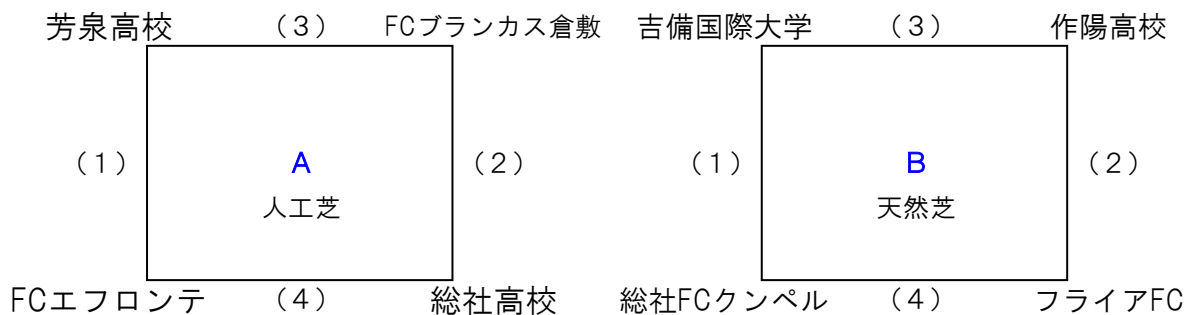 芳泉高校 （３） FCブランカス倉敷 吉備国際大学 （３） 作陽高校
（１） A （２） （１） B （２）
人工芝 天然芝
FCエフロンテ （４） 総社高校 総社FCクンペル （４） フライアFC